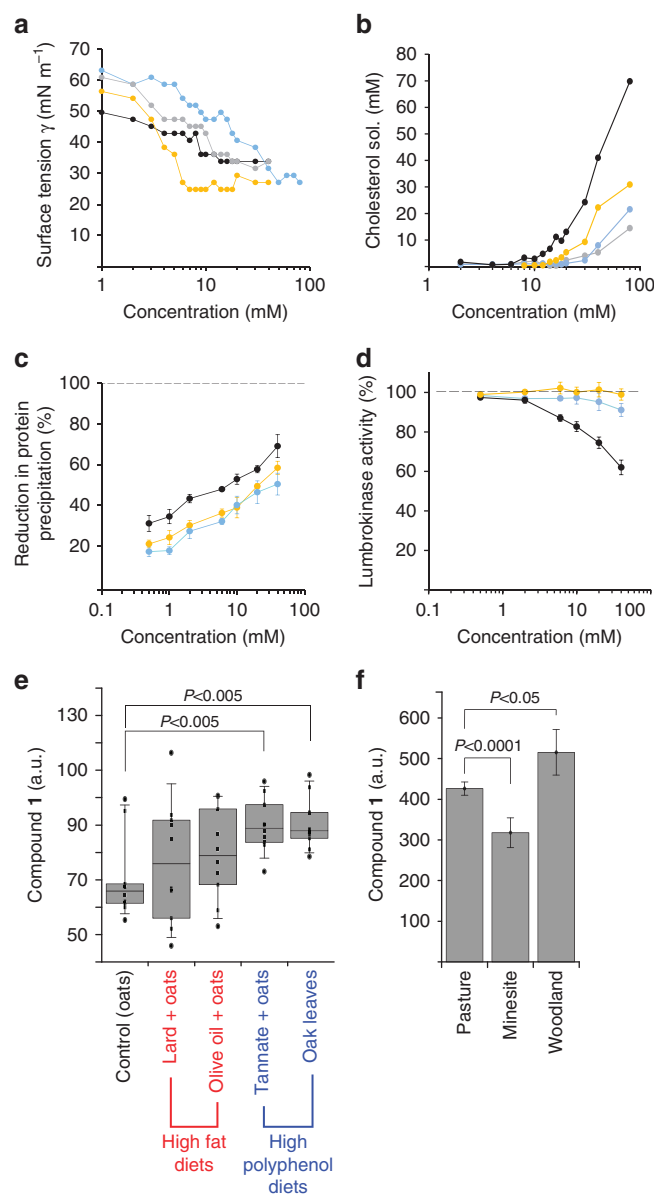 a
Surface tension γ (mN m⁻¹)
70
60
50
40
30
20
10
1
10
100
Concentration (mM)
b
Cholesterol sol. (mM)
80
70
60
50
40
30
20
10
1
10
100
Concentration (mM)
c
Reduction in protein
precipitation (%)
100
80
60
40
20
0.1
1
10
100
Concentration (mM)
d
Lumbrokinase activity (%)
100
80
60
40
20
0.1
1
10
100
Concentration (mM)
e
P<0.005
P<0.005
Compound 1 (a.u.)
130
110
90
70
50
Control (oats)
Lard + oats
Olive oil + oats
Tannate + oats
Oak leaves
High fat
diets
High
polyphenol
diets
f
P<0.05
P<0.0001
Compound 1 (a.u.)
600
500
400
300
200
100
Pasture
Minesite
Woodland